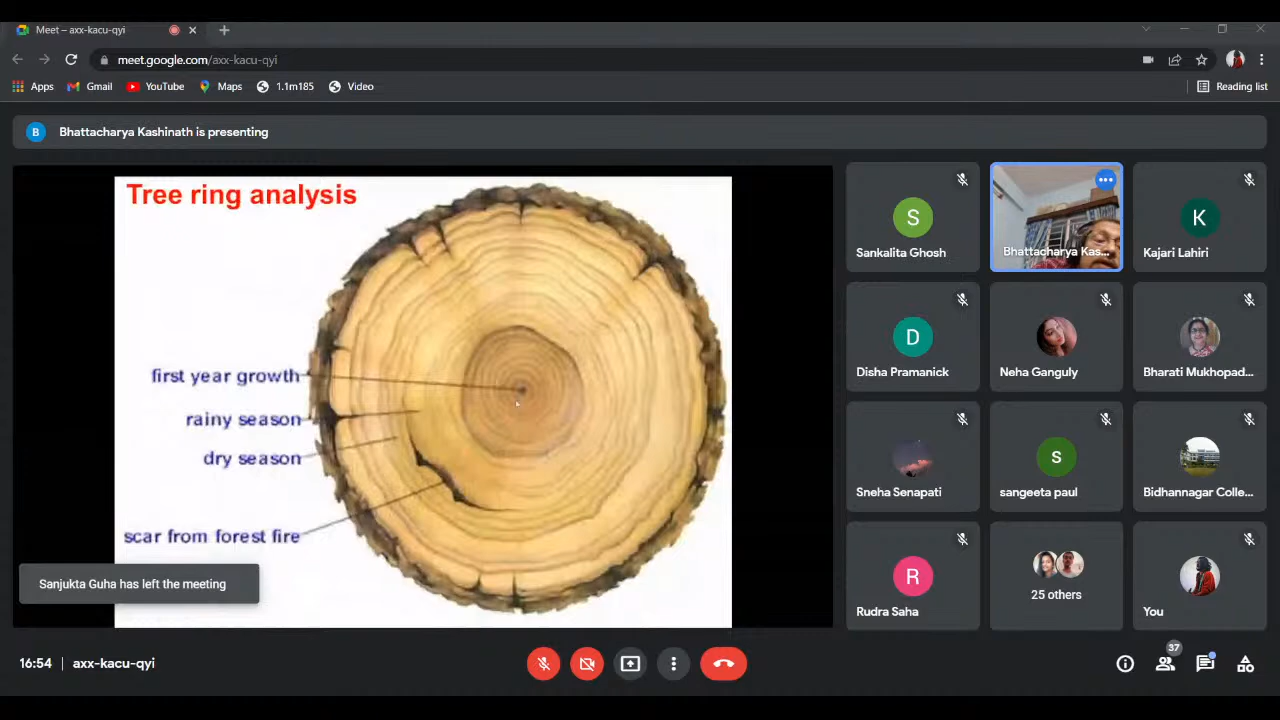 Meet – axx-kacu-qyi
meet.google.com/axx-kacu-qyi
Apps Gmail YouTube Maps 1.1m185 Video Reading list
B Bhattacharya Kashinath is presenting
Tree ring analysis
first year growth
rainy season
dry season
scar from forest fire
Sanjukta Guha has left the meeting
S
Sankalita Ghosh
Bhattacharya Kas...
K
Kajari Lahiri
D
Disha Pramanick
Neha Ganguly
Bharati Mukhopad...
Sneha Senapati
s
sangeeta paul
Bidhannagar Colle...
R
Rudra Saha
25 others
You
16:54 | axx-kacu-qyi
37